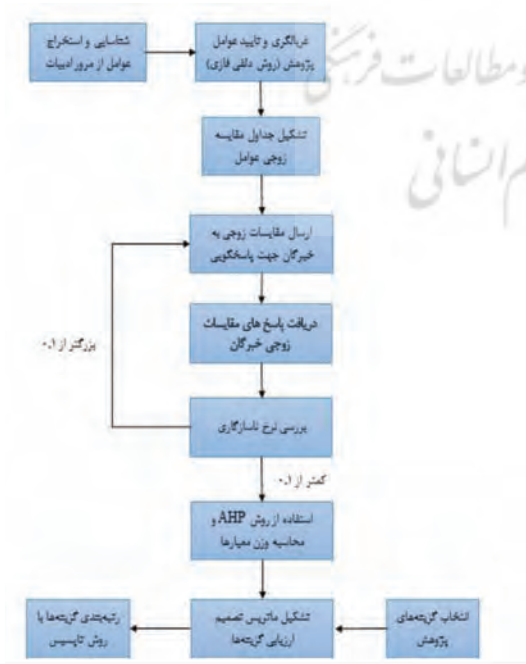 شناسایی و استخراج
عوامل از مرور ادبیات
غربالگری و تایید عوامل
پژوهش (روش دلفی فازی)
تشکیل جداول مقایسه
زوجی عوامل
ارسال مقایسات زوجی به
خبرگان جهت پاسخگویی
دریافت پاسخ های مقایسات
زوجی خبرگان
بزرگتر از ۰.۱
بررسی نرخ ناسازگاری
کمتر از ۰.۱
استفاده از روش AHP و
محاسبه وزن معیارها
انتخاب گزینه‌های
پژوهش
تشکیل ماتریس تصمیم
ارزیابی گزینه‌ها
رتبه‌بندی گزینه‌ها با
روش تاپسیس
ومطالعات فرهنگی
م انسانی